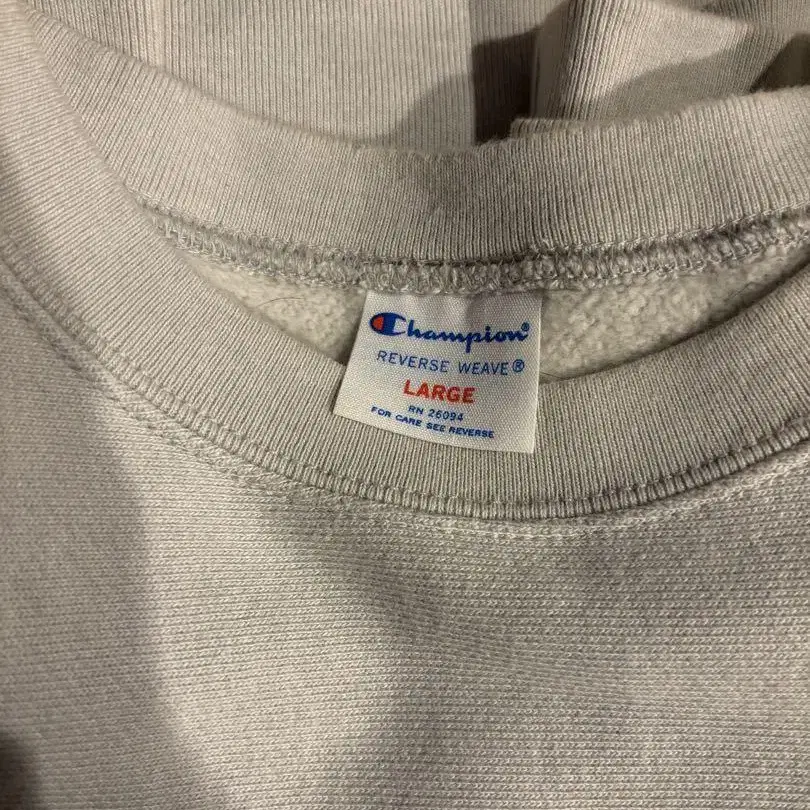 Champion®
REVERSE WEAVE®
LARGE
RN 26094
FOR CARE SEE REVERSE